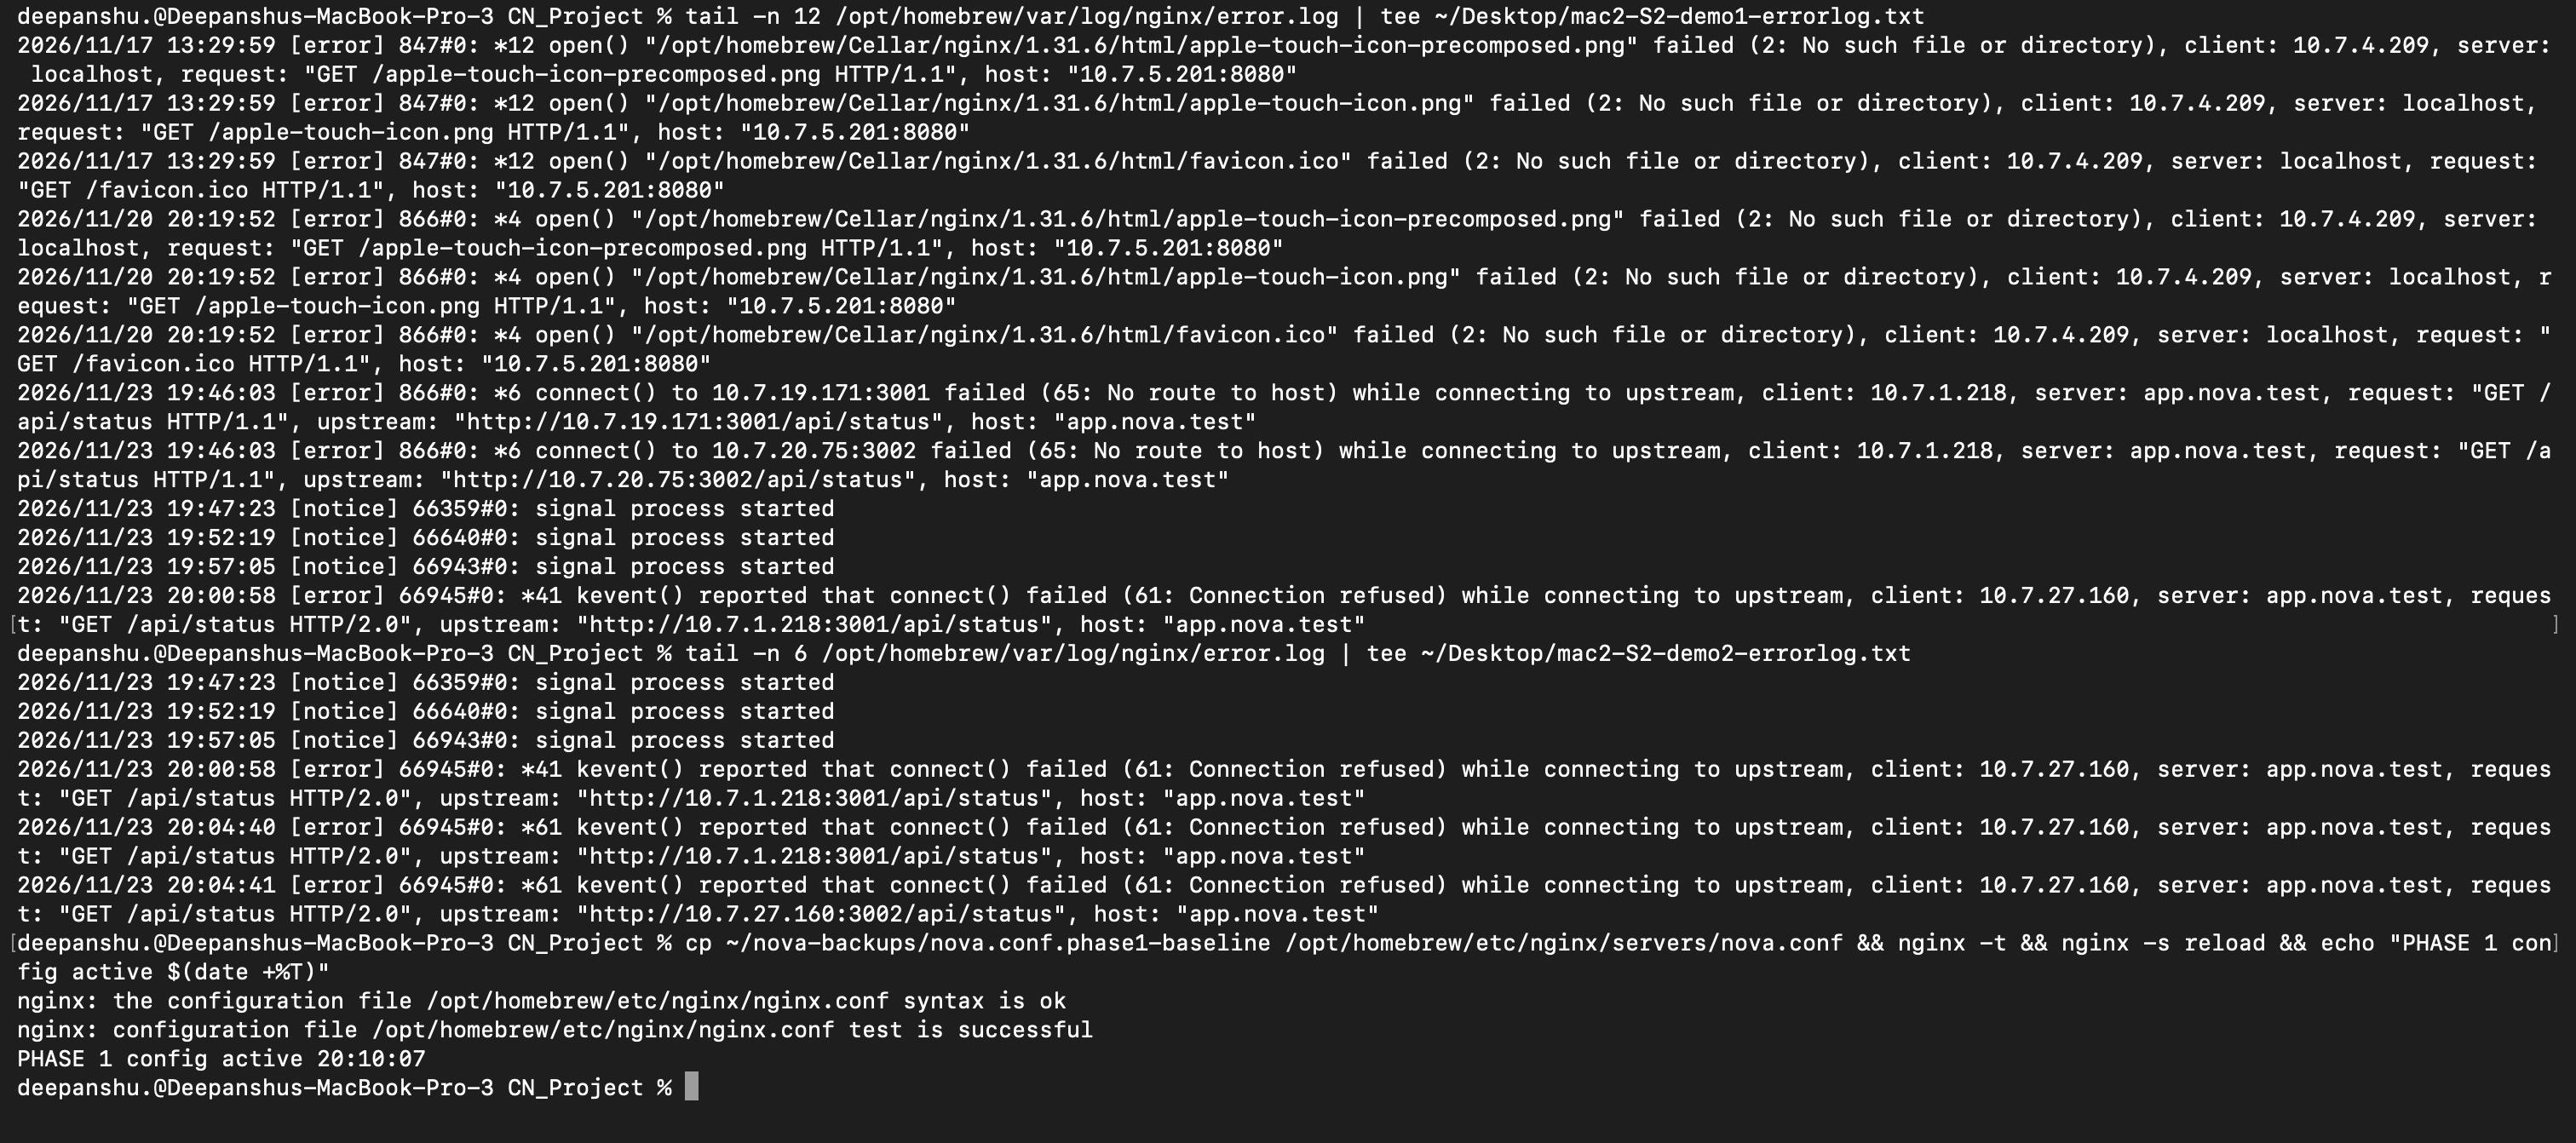 deepanshu.@Deepanshus-MacBook-Pro-3 CN_Project % tail -n 12 /opt/homebrew/var/log/nginx/error.log | tee ~/Desktop/mac2-S2-demo1-errorlog.txt
2026/11/17 13:29:59 [error] 847#0: *12 open() "/opt/homebrew/Cellar/nginx/1.31.6/html/apple-touch-icon-precomposed.png" failed (2: No such file or directory), client: 10.7.4.209, server:
 localhost, request: "GET /apple-touch-icon-precomposed.png HTTP/1.1", host: "10.7.5.201:8080"
2026/11/17 13:29:59 [error] 847#0: *12 open() "/opt/homebrew/Cellar/nginx/1.31.6/html/apple-touch-icon.png" failed (2: No such file or directory), client: 10.7.4.209, server: localhost,
request: "GET /apple-touch-icon.png HTTP/1.1", host: "10.7.5.201:8080"
2026/11/17 13:29:59 [error] 847#0: *12 open() "/opt/homebrew/Cellar/nginx/1.31.6/html/favicon.ico" failed (2: No such file or directory), client: 10.7.4.209, server: localhost, request:
"GET /favicon.ico HTTP/1.1", host: "10.7.5.201:8080"
2026/11/20 20:19:52 [error] 866#0: *4 open() "/opt/homebrew/Cellar/nginx/1.31.6/html/apple-touch-icon-precomposed.png" failed (2: No such file or directory), client: 10.7.4.209, server:
localhost, request: "GET /apple-touch-icon-precomposed.png HTTP/1.1", host: "10.7.5.201:8080"
2026/11/20 20:19:52 [error] 866#0: *4 open() "/opt/homebrew/Cellar/nginx/1.31.6/html/apple-touch-icon.png" failed (2: No such file or directory), client: 10.7.4.209, server: localhost, r
equest: "GET /apple-touch-icon.png HTTP/1.1", host: "10.7.5.201:8080"
2026/11/20 20:19:52 [error] 866#0: *4 open() "/opt/homebrew/Cellar/nginx/1.31.6/html/favicon.ico" failed (2: No such file or directory), client: 10.7.4.209, server: localhost, request: "
GET /favicon.ico HTTP/1.1", host: "10.7.5.201:8080"
2026/11/23 19:46:03 [error] 866#0: *6 connect() to 10.7.19.171:3001 failed (65: No route to host) while connecting to upstream, client: 10.7.1.218, server: app.nova.test, request: "GET /
api/status HTTP/1.1", upstream: "http://10.7.19.171:3001/api/status", host: "app.nova.test"
2026/11/23 19:46:03 [error] 866#0: *6 connect() to 10.7.20.75:3002 failed (65: No route to host) while connecting to upstream, client: 10.7.1.218, server: app.nova.test, request: "GET /a
pi/status HTTP/1.1", upstream: "http://10.7.20.75:3002/api/status", host: "app.nova.test"
2026/11/23 19:47:23 [notice] 66359#0: signal process started
2026/11/23 19:52:19 [notice] 66640#0: signal process started
2026/11/23 19:57:05 [notice] 66943#0: signal process started
2026/11/23 20:00:58 [error] 66945#0: *41 kevent() reported that connect() failed (61: Connection refused) while connecting to upstream, client: 10.7.27.160, server: app.nova.test, reques
[t: "GET /api/status HTTP/2.0", upstream: "http://10.7.1.218:3001/api/status", host: "app.nova.test" ]
deepanshu.@Deepanshus-MacBook-Pro-3 CN_Project % tail -n 6 /opt/homebrew/var/log/nginx/error.log | tee ~/Desktop/mac2-S2-demo2-errorlog.txt
2026/11/23 19:47:23 [notice] 66359#0: signal process started
2026/11/23 19:52:19 [notice] 66640#0: signal process started
2026/11/23 19:57:05 [notice] 66943#0: signal process started
2026/11/23 20:00:58 [error] 66945#0: *41 kevent() reported that connect() failed (61: Connection refused) while connecting to upstream, client: 10.7.27.160, server: app.nova.test, reques
t: "GET /api/status HTTP/2.0", upstream: "http://10.7.1.218:3001/api/status", host: "app.nova.test"
2026/11/23 20:04:40 [error] 66945#0: *61 kevent() reported that connect() failed (61: Connection refused) while connecting to upstream, client: 10.7.27.160, server: app.nova.test, reques
t: "GET /api/status HTTP/2.0", upstream: "http://10.7.1.218:3001/api/status", host: "app.nova.test"
2026/11/23 20:04:41 [error] 66945#0: *61 kevent() reported that connect() failed (61: Connection refused) while connecting to upstream, client: 10.7.27.160, server: app.nova.test, reques
t: "GET /api/status HTTP/2.0", upstream: "http://10.7.27.160:3002/api/status", host: "app.nova.test"
[deepanshu.@Deepanshus-MacBook-Pro-3 CN_Project % cp ~/nova-backups/nova.conf.phase1-baseline /opt/homebrew/etc/nginx/servers/nova.conf && nginx -t && nginx -s reload && echo "PHASE 1 con]
fig active $(date +%T)"
nginx: the configuration file /opt/homebrew/etc/nginx/nginx.conf syntax is ok
nginx: configuration file /opt/homebrew/etc/nginx/nginx.conf test is successful
PHASE 1 config active 20:10:07
deepanshu.@Deepanshus-MacBook-Pro-3 CN_Project %